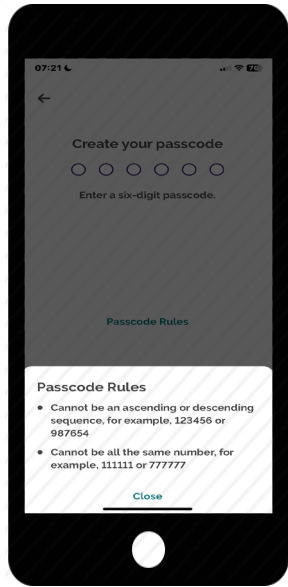 07:21
76
Create your passcode
Enter a six-digit passcode.
Passcode Rules
Passcode Rules
• Cannot be an ascending or descending
sequence, for example, 123456 or
987654
• Cannot be all the same number, for
example, 111111 or 777777
Close